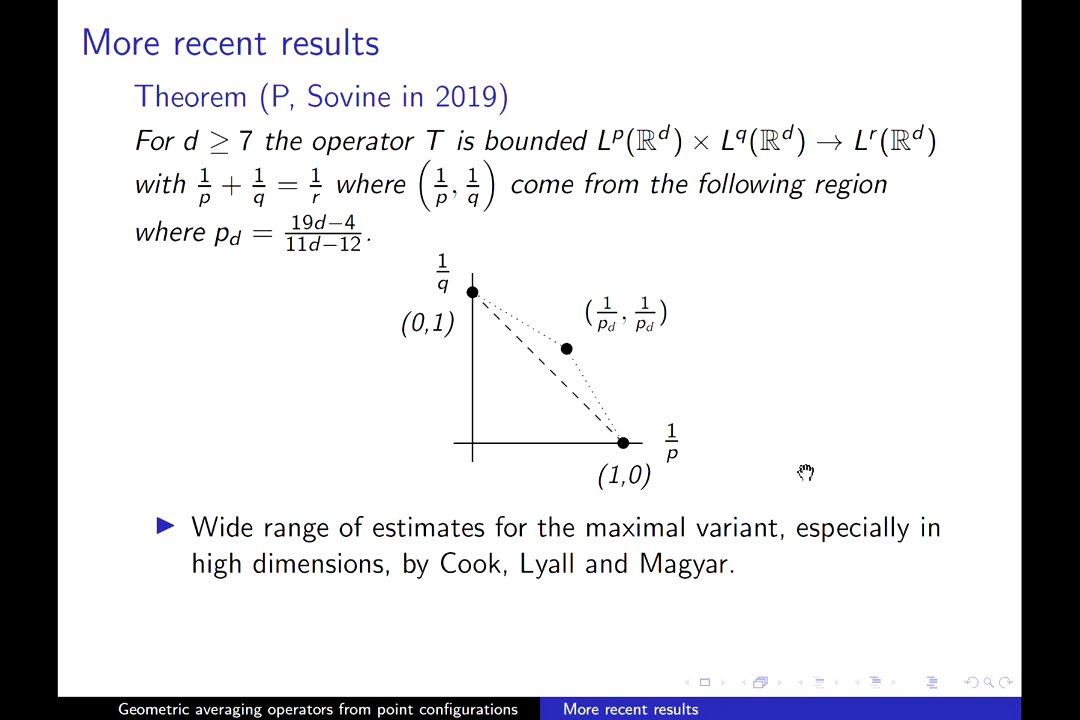 More recent results
Theorem (P, Sovine in 2019)
For d ≥ 7 the operator T is bounded L^p(ℝ^d) × L^q(ℝ^d) → L^r(ℝ^d)
with 1/p + 1/q = 1/r where (1/p, 1/q) come from the following region
where p_d = (19d−4)/(11d−12).
1/q
(0,1)
(1/p_d, 1/p_d)
1/p
(1,0)
▶ Wide range of estimates for the maximal variant, especially in
high dimensions, by Cook, Lyall and Magyar.
Geometric averaging operators from point configurations
More recent results